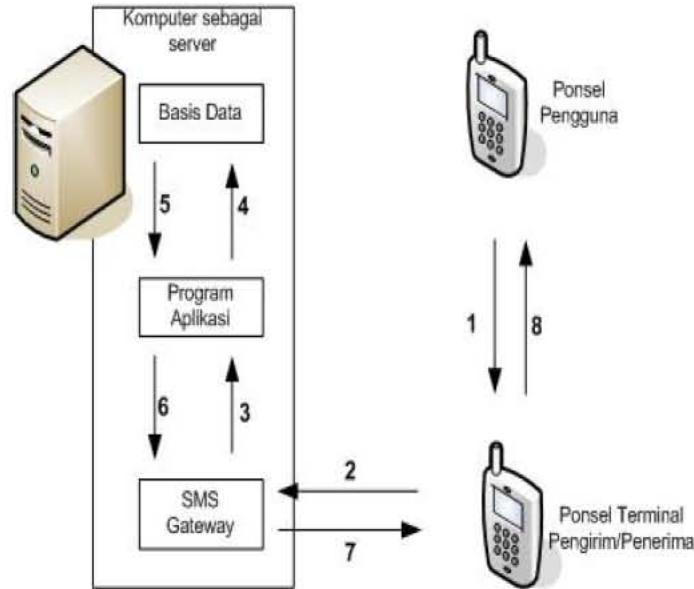 Komputer sebagai
server
Basis Data
5
4
Program
Aplikasi
6
3
SMS
Gateway
2
7
Ponsel
Pengguna
1
8
Ponsel Terminal
Pengirim/Penerima